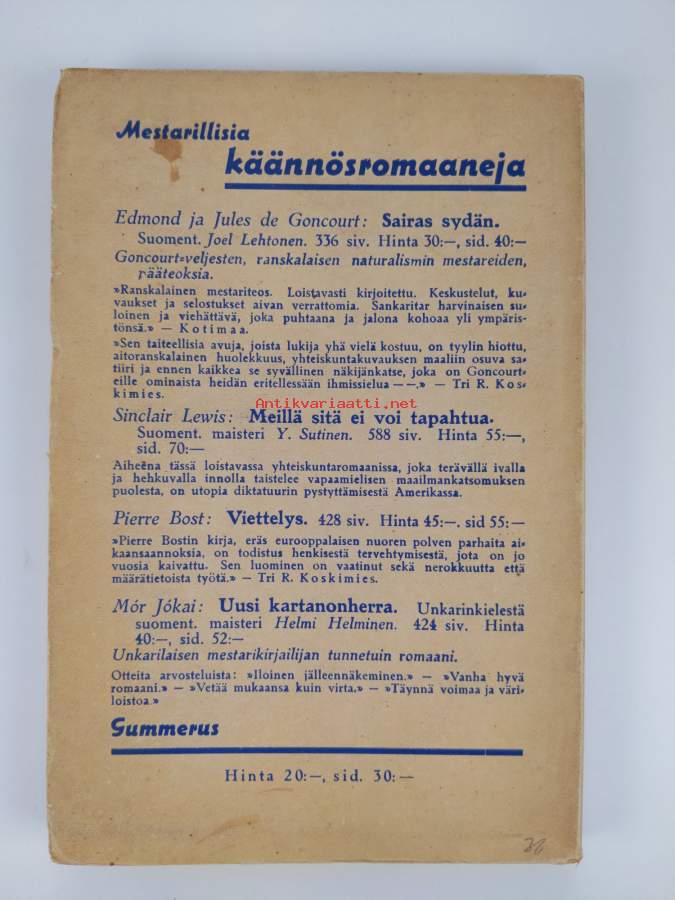 Mestarillisia
käännösromaaneja
Edmond ja Jules de Goncourt: Sairas sydän.
Suoment. Joel Lehtonen. 336 siv. Hinta 30:—, sid. 40:—
Goncourt-veljesten, ranskalaisen naturalismin mestareiden,
pääteoksia.
»Ranskalainen mestariteos. Loistavasti kirjoitettu. Keskustelut, ku-
vaukset ja selostukset aivan verrattomia. Sankaritar harvinaisen su-
loinen ja viehättävä, joka puhtaana ja jalona kohoaa yli ympäris-
tönsä.» — Kotimaa.
»Sen taiteellisia avuja, joista lukija yhä vielä kostuu, on tyylin hiottu,
aitoranskalainen huolekkuus, yhteiskuntakuvauksen maaliin osuva sa-
tiiri ja ennen kaikkea se syvällinen näkijänkatse, joka on Goncourt-
eille ominaista heidän eritellessään ihmissielua — —.» — Tri R. Kos-
kimies.
Antikvariaatti.net
Sinclair Lewis: Meillä sitä ei voi tapahtua.
Suoment. maisteri Y. Sutinen. 588 siv. Hinta 55:—,
sid. 70:—
Aiheena tässä loistavassa yhteiskuntaromaanissa, joka terävällä ivalla
ja hehkuvalla innolla taistelee vapaamielisen maailmankatsomuksen
puolesta, on utopia diktatuurin pystyttämisestä Amerikassa.
Pierre Bost: Viettelys. 428 siv. Hinta 45:—. sid 55:—
»Pierre Bostin kirja, eräs eurooppalaisen nuoren polven parhaita ai-
kaansaannoksia, on todistus henkisestä tervehtymisestä, jota on jo
vuosia kaivattu. Sen luominen on vaatinut sekä nerokkuutta että
määrätietoista työtä.» — Tri R. Koskimies.
Mór Jókai: Uusi kartanonherra. Unkarinkielestä
suoment. maisteri Helmi Helminen. 424 siv. Hinta
40:—, sid. 52:—
Unkarilaisen mestarikirjailijan tunnetuin romaani.
Otteita arvosteluista: »Iloinen jälleennäkeminen.» — »Vanha hyvä
romaani.» — »Vetää mukaansa kuin virta.» — »Täynnä voimaa ja väri-
loistoa.»
Gummerus
Hinta 20:—, sid. 30:—